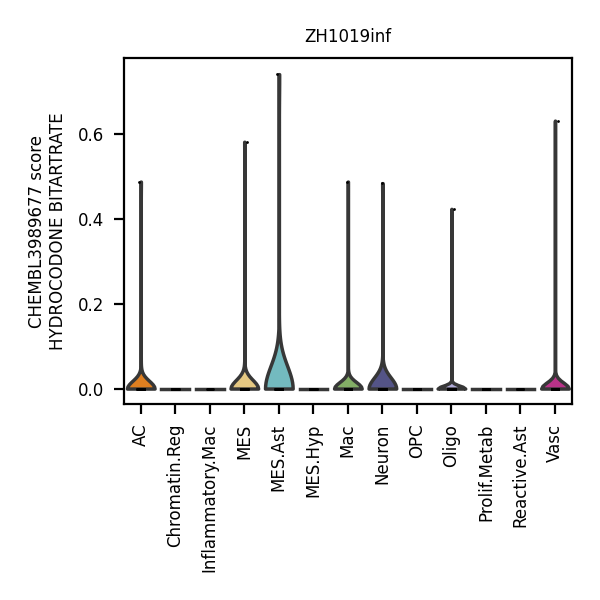 ZH1019inf
CHEMBL3989677 score
HYDROCODONE BITARTRATE
0.6
0.4
0.2
0.0
AC
Chromatin.Reg
Inflammatory.Mac
MES
MES.Ast
MES.Hyp
Mac
Neuron
OPC
Oligo
Prolif.Metab
Reactive.Ast
Vasc